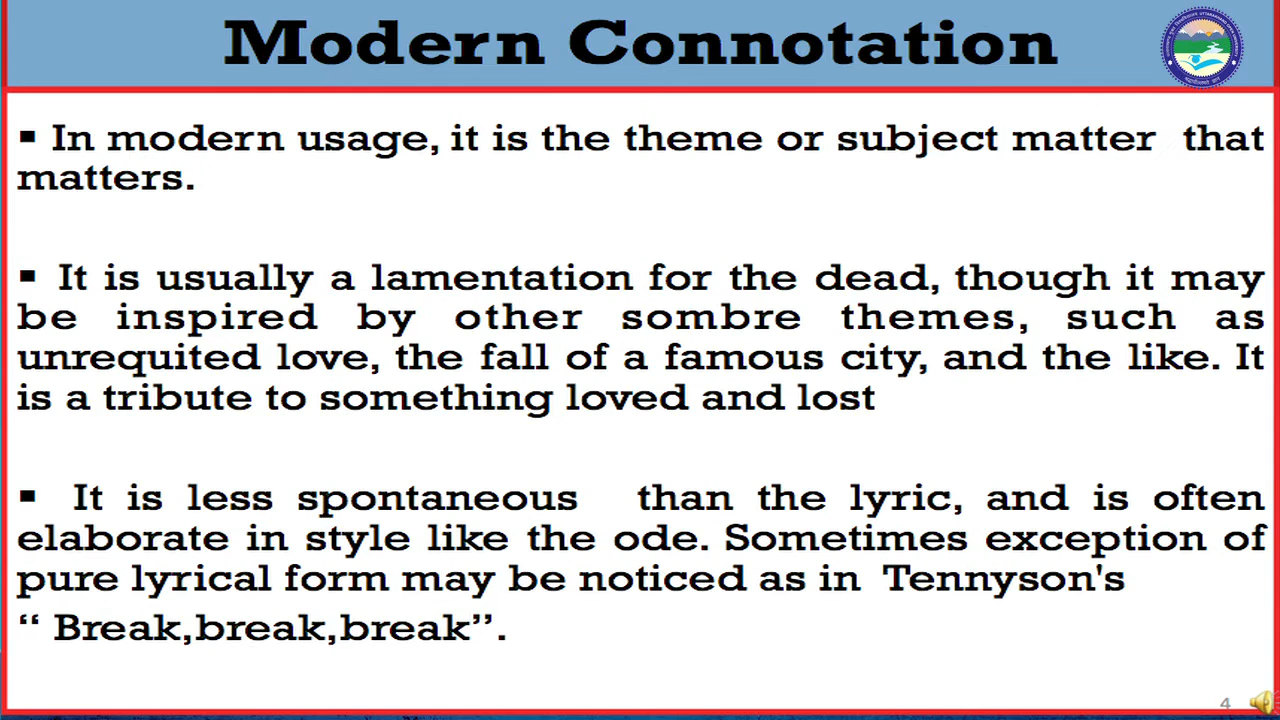 Modern Connotation
▪ In modern usage, it is the theme or subject matter that
matters.
▪ It is usually a lamentation for the dead, though it may
be inspired by other sombre themes, such as
unrequited love, the fall of a famous city, and the like. It
is a tribute to something loved and lost
▪ It is less spontaneous than the lyric, and is often
elaborate in style like the ode. Sometimes exception of
pure lyrical form may be noticed as in Tennyson's
“ Break,break,break”.
4